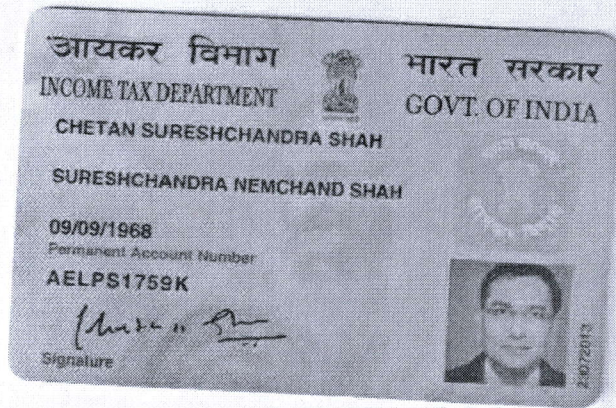 आयकर विभाग
INCOME TAX DEPARTMENT
भारत सरकार
GOVT. OF INDIA
CHETAN SURESHCHANDRA SHAH
SURESHCHANDRA NEMCHAND SHAH
09/09/1968
Permanent Account Number
AELPS1759K
Signature
23072013